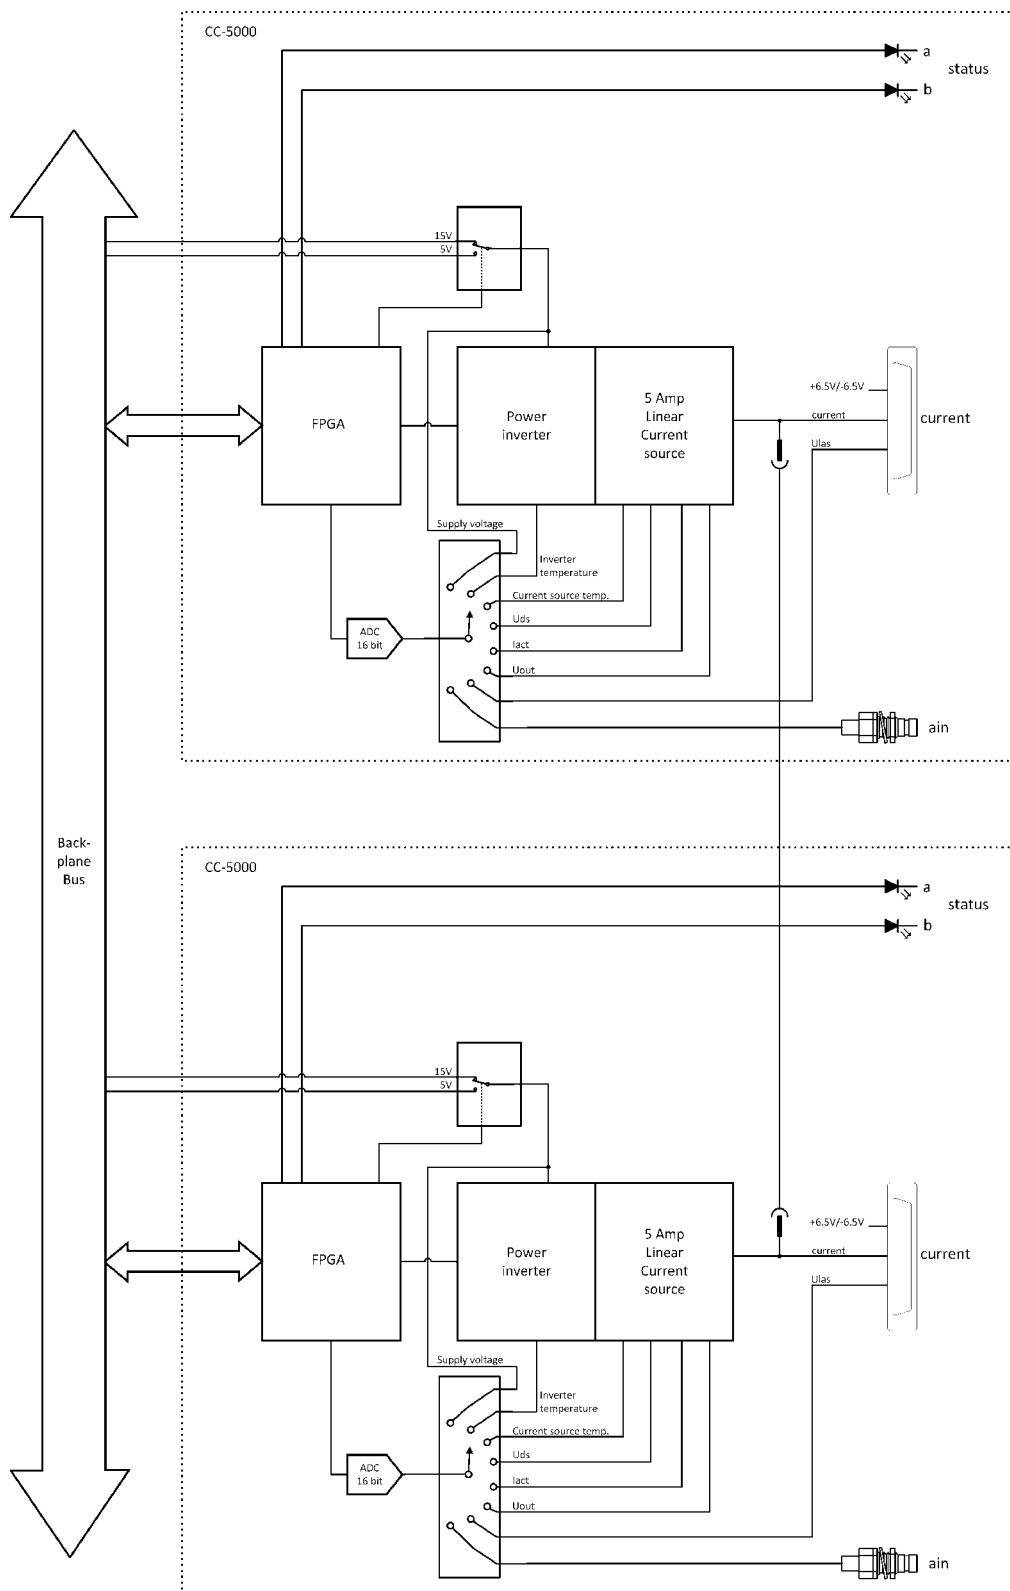 CC-5000
a
status
b
15V
5V
FPGA
Power
inverter
5 Amp
Linear
Current
source
+6.5V/-6.5V
current
Ulas
current
Supply voltage
Inverter
temperature
Current source temp.
Uds
Iact
Uout
ADC
16 bit
ain
Back-
plane
Bus
CC-5000
a
status
b
15V
5V
FPGA
Power
inverter
5 Amp
Linear
Current
source
+6.5V/-6.5V
current
Ulas
current
Supply voltage
Inverter
temperature
Current source temp.
Uds
Iact
Uout
ADC
16 bit
ain